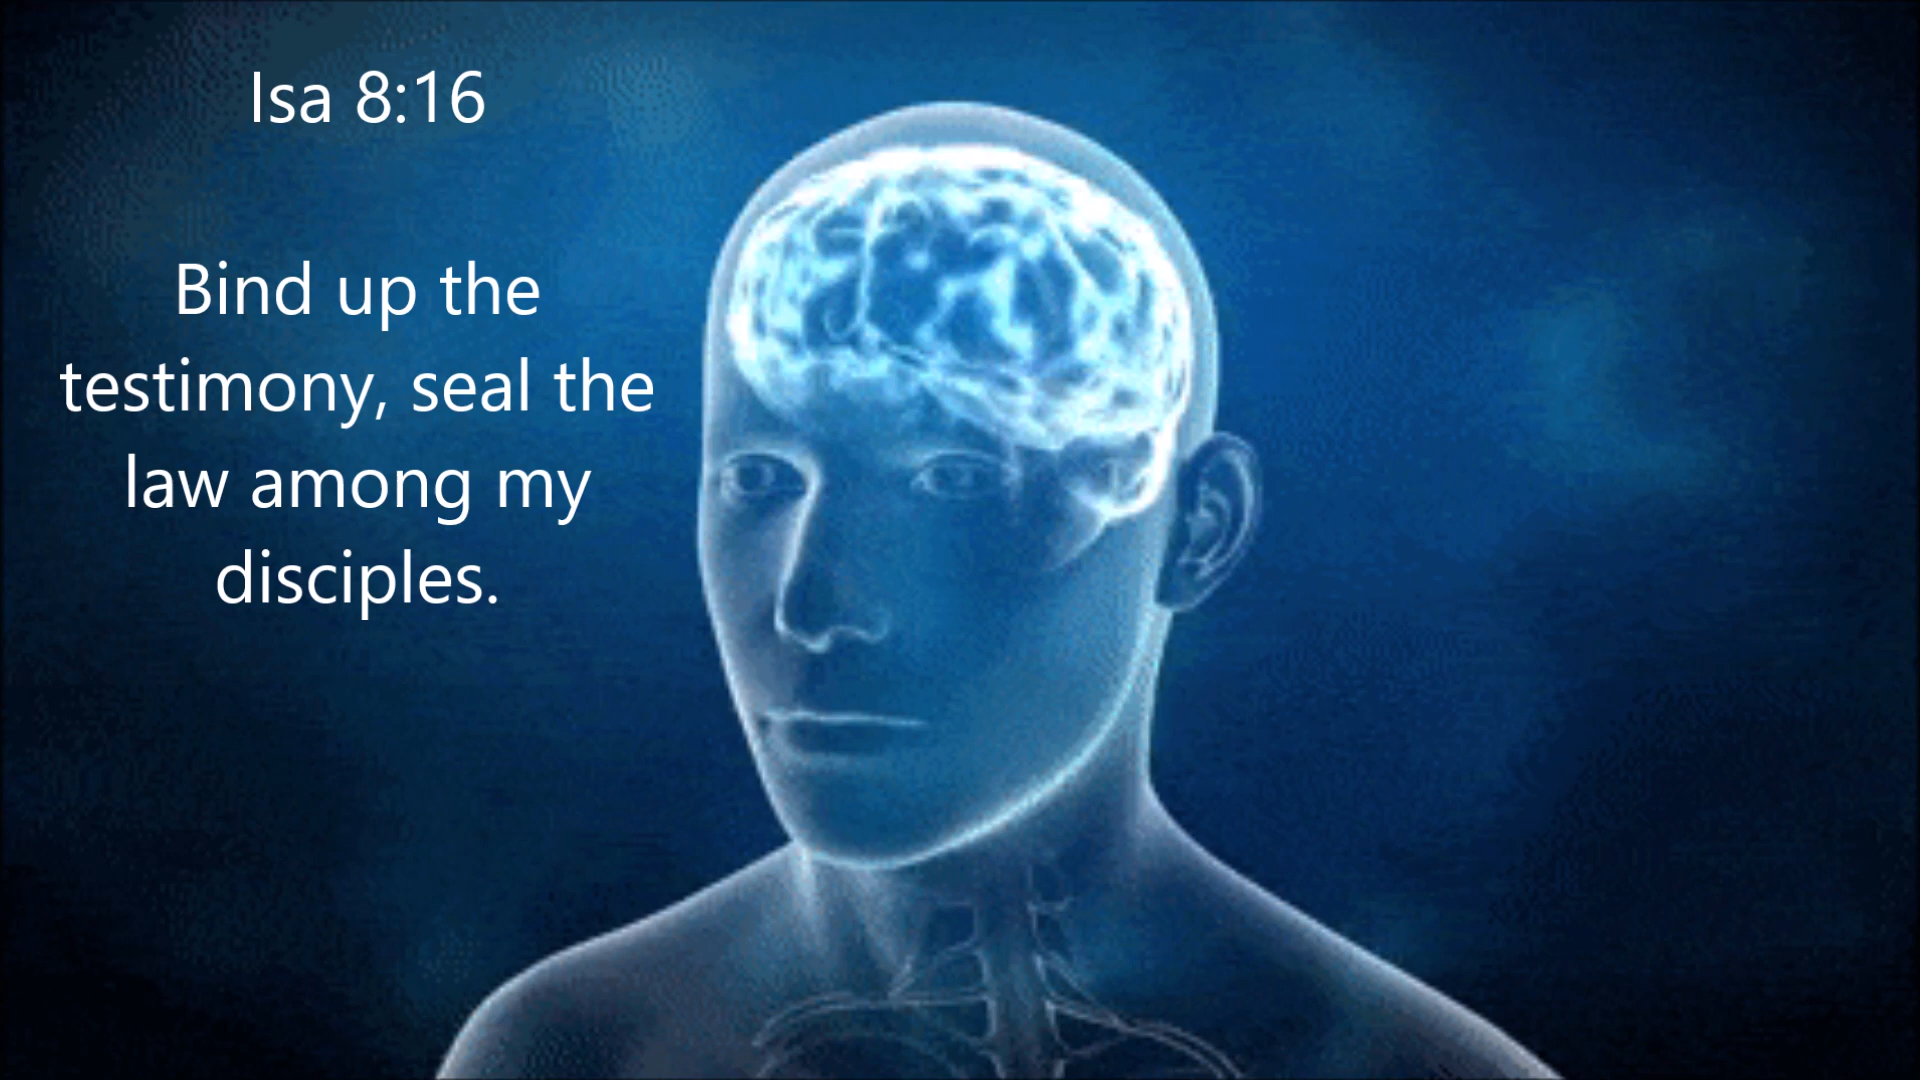 Isa 8:16
Bind up the
testimony, seal the
law among my
disciples.